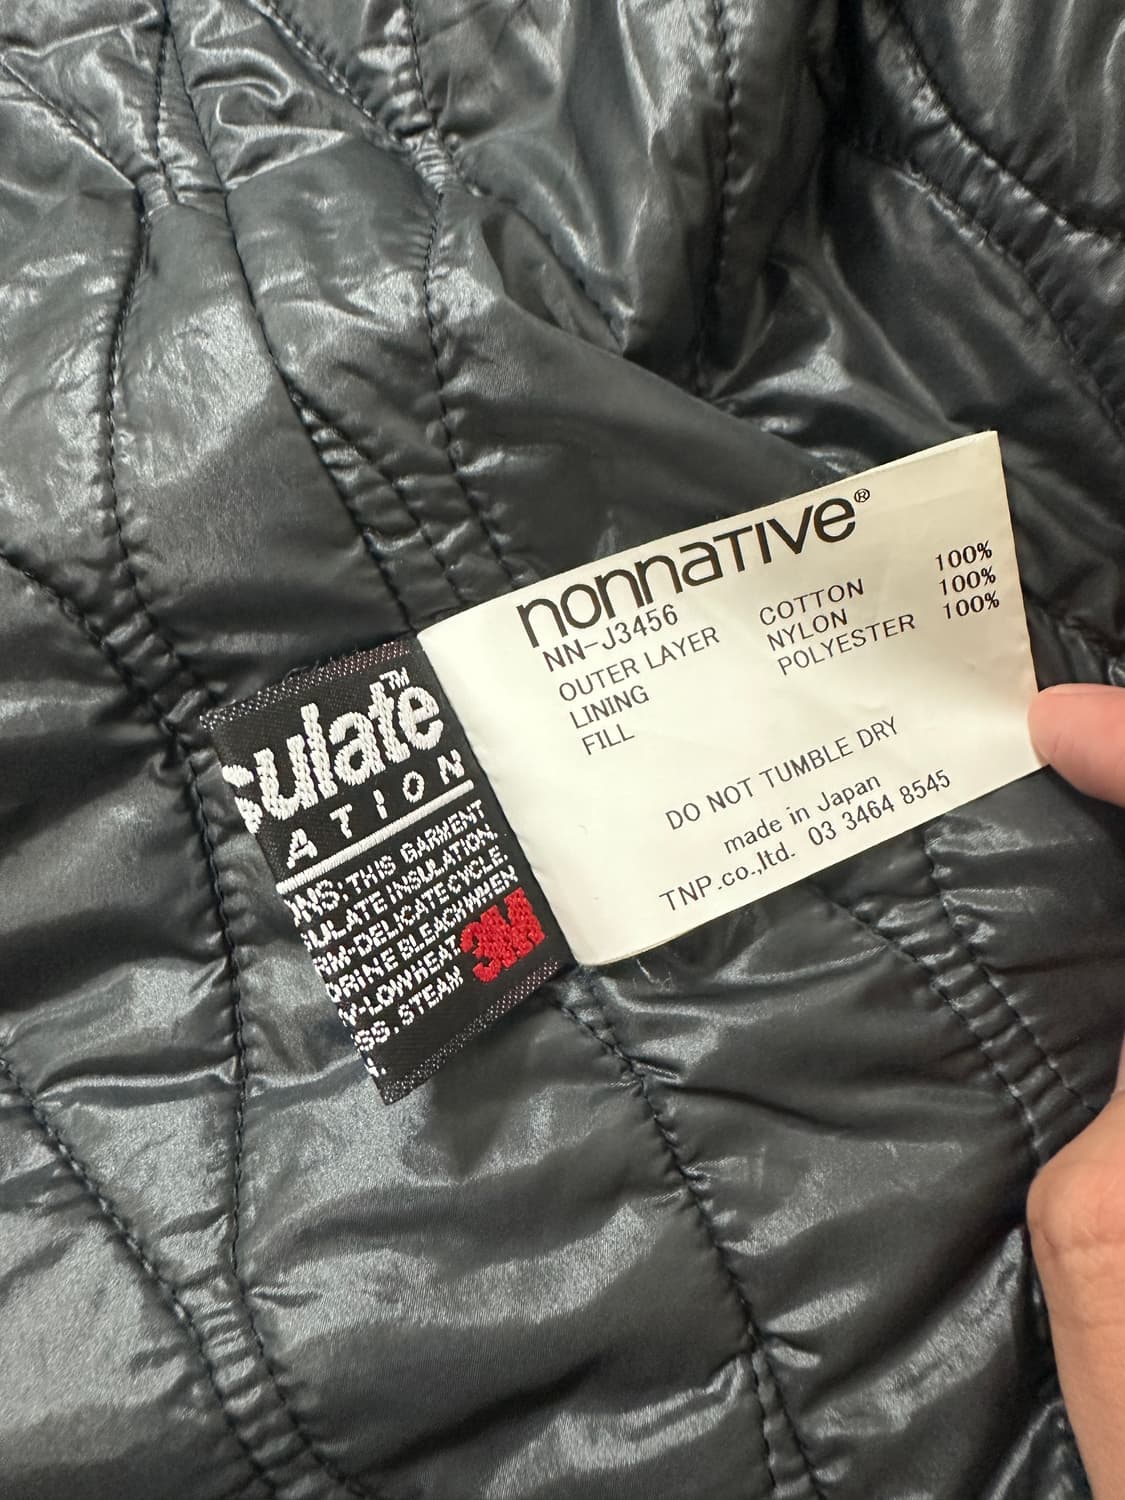 nonnative®
NN-J3456
OUTER LAYER COTTON 100%
LINING NYLON 100%
FILL POLYESTER 100%
DO NOT TUMBLE DRY
made in Japan
TNP.co.,ltd. 03 3464 8545
sulate™
ATION
ONS: THIS GARMENT
ULATE INSULATION.
RM-DELICATE CYCLE.
ORINE BLEACH WHEN
LOW HEAT
SS. STEAM
3M